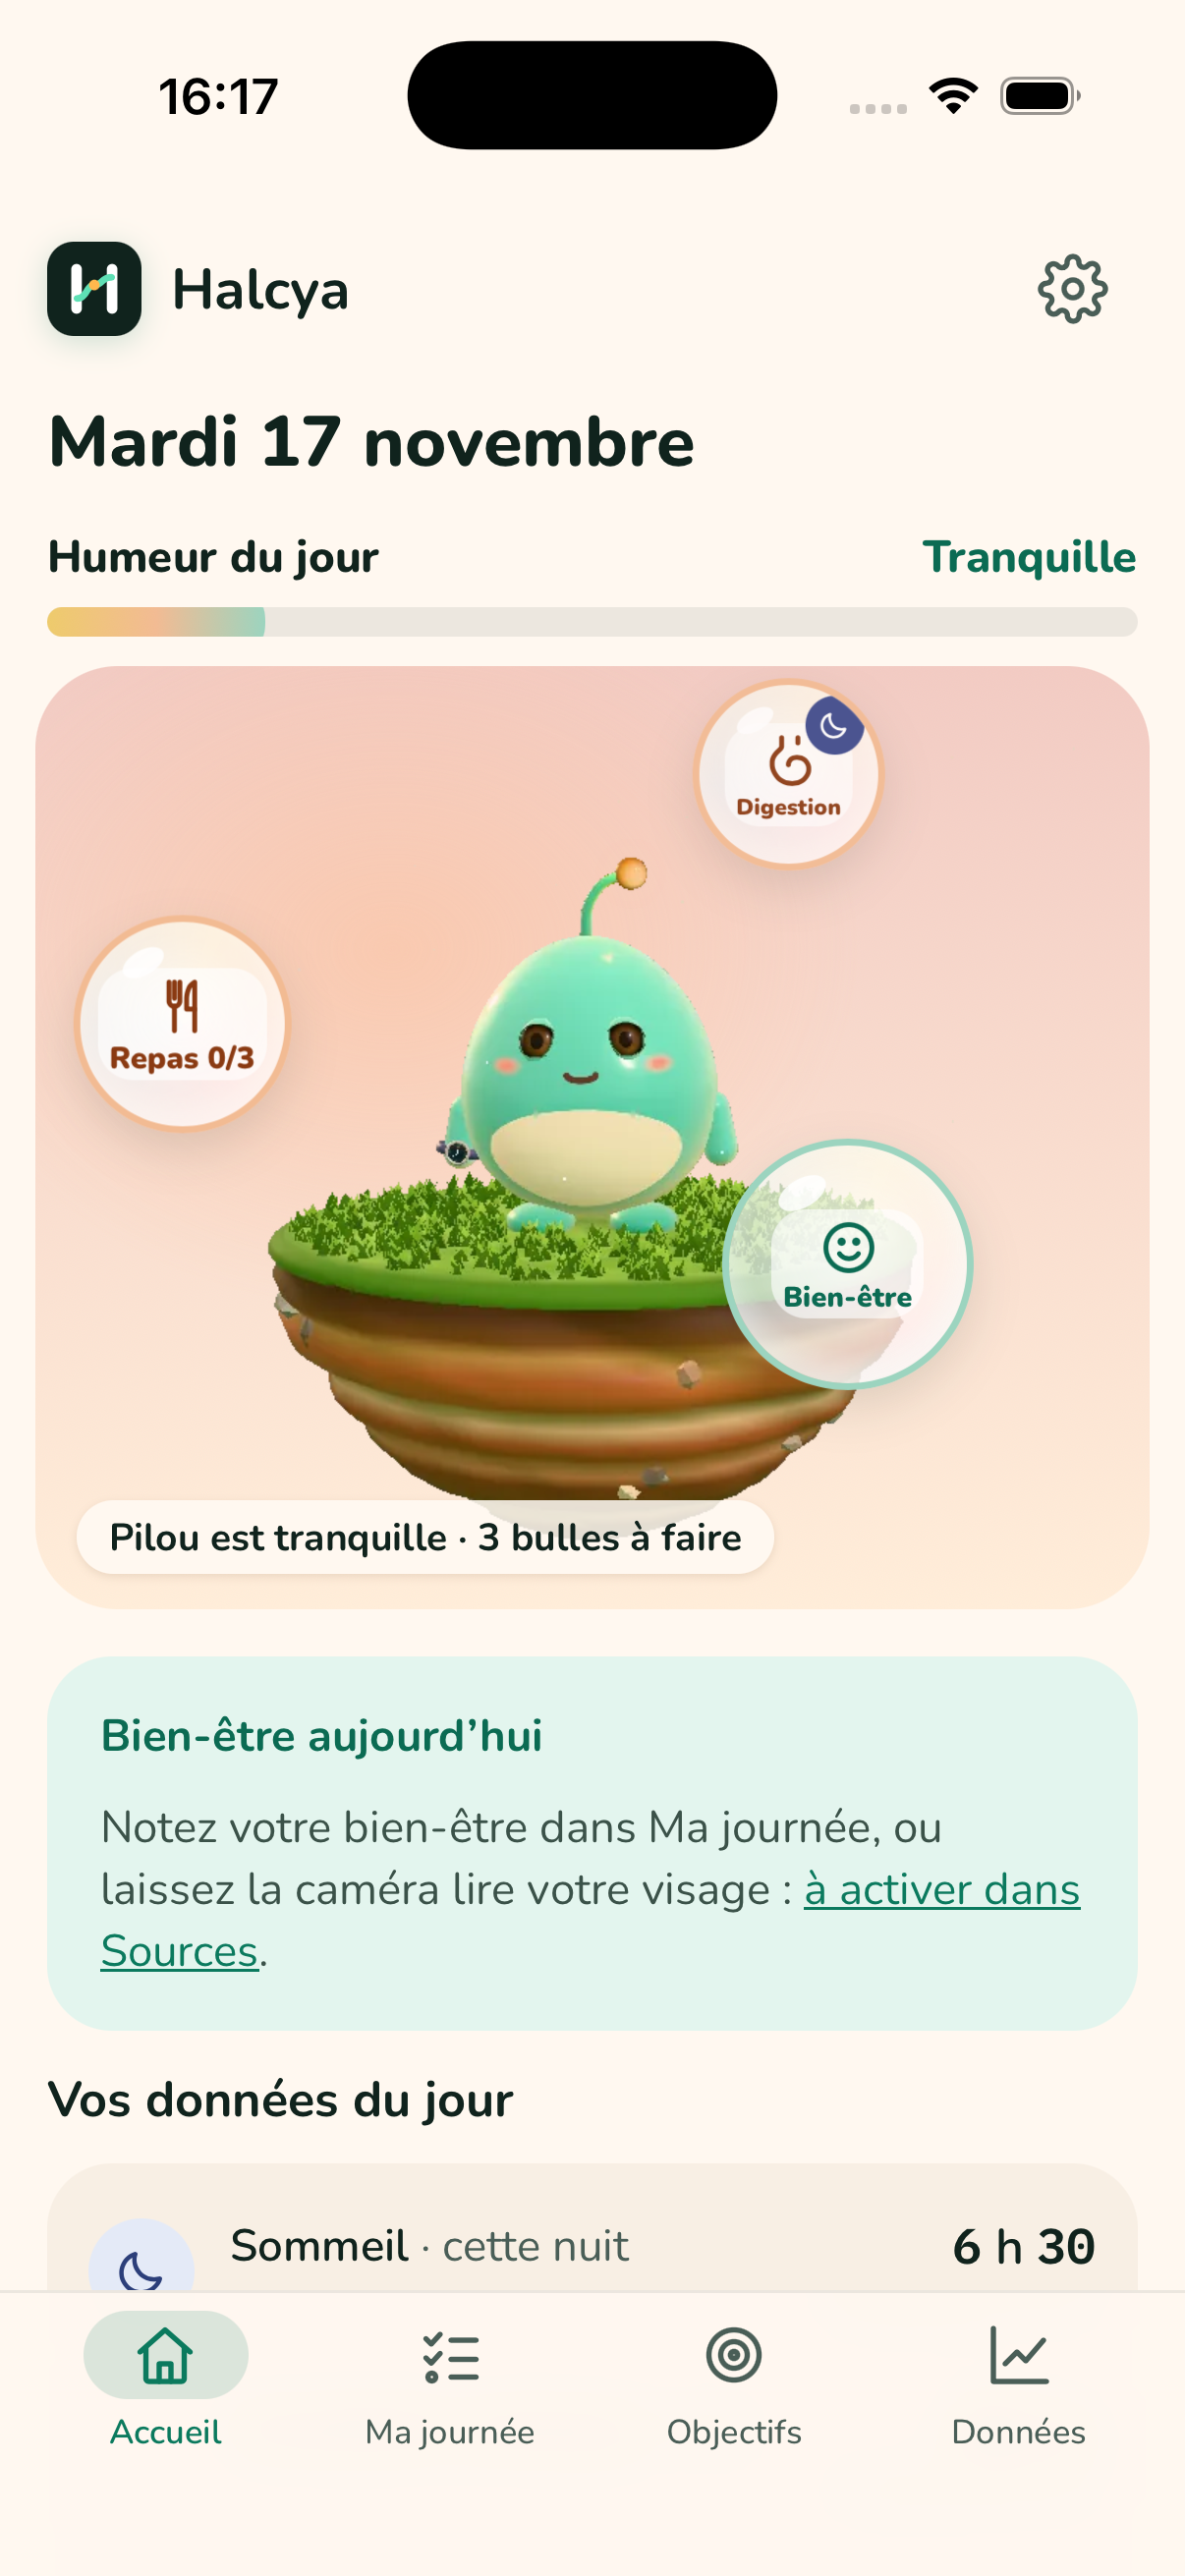 16:17
Halcya
Mardi 17 novembre
Humeur du jour
Tranquille
Digestion
Repas 0/3
Bien-être
Pilou est tranquille · 3 bulles à faire
Bien-être aujourd’hui
Notez votre bien-être dans Ma journée, ou
laissez la caméra lire votre visage : à activer dans
Sources.
Vos données du jour
Sommeil · cette nuit
6 h 30
Accueil
Ma journée
Objectifs
Données